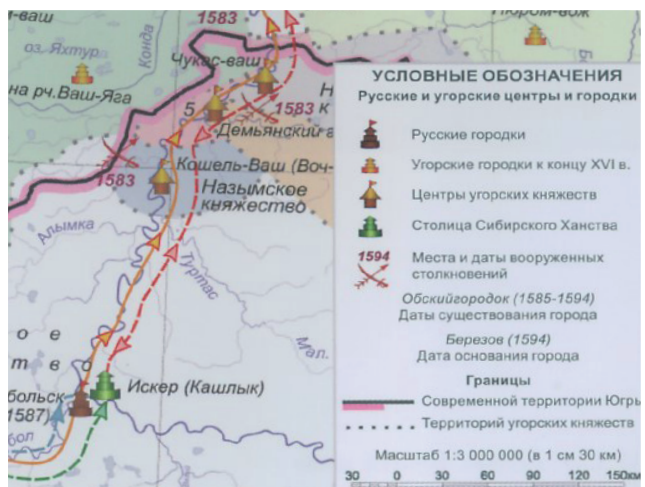 1583
й-ваш
оз. Яхтур
Конда
Чукас-ваш
на рч.Ваш-Яга
5
1583
Демьянский г
Кошель-Ваш (Воч-
1583
Назымское
княжество
Алымка
Туртас
Мал.
о е
т в о
Искер (Кашлык)
больск
1587)
бол
УСЛОВНЫЕ ОБОЗНАЧЕНИЯ
Русские и угорские центры и городки
Русские городки
Угорские городки к концу XVI в.
Центры угорских княжеств
Столица Сибирского Ханства
1594
Места и даты вооруженных
столкновений
Обскийгородок (1585-1594)
Даты существования города
Березов (1594)
Дата основания города
Границы
Современной территории Югры
Территорий угорских княжеств
Масштаб 1:3 000 000 (в 1 см 30 км)
30 0 30 60 90 120 150км